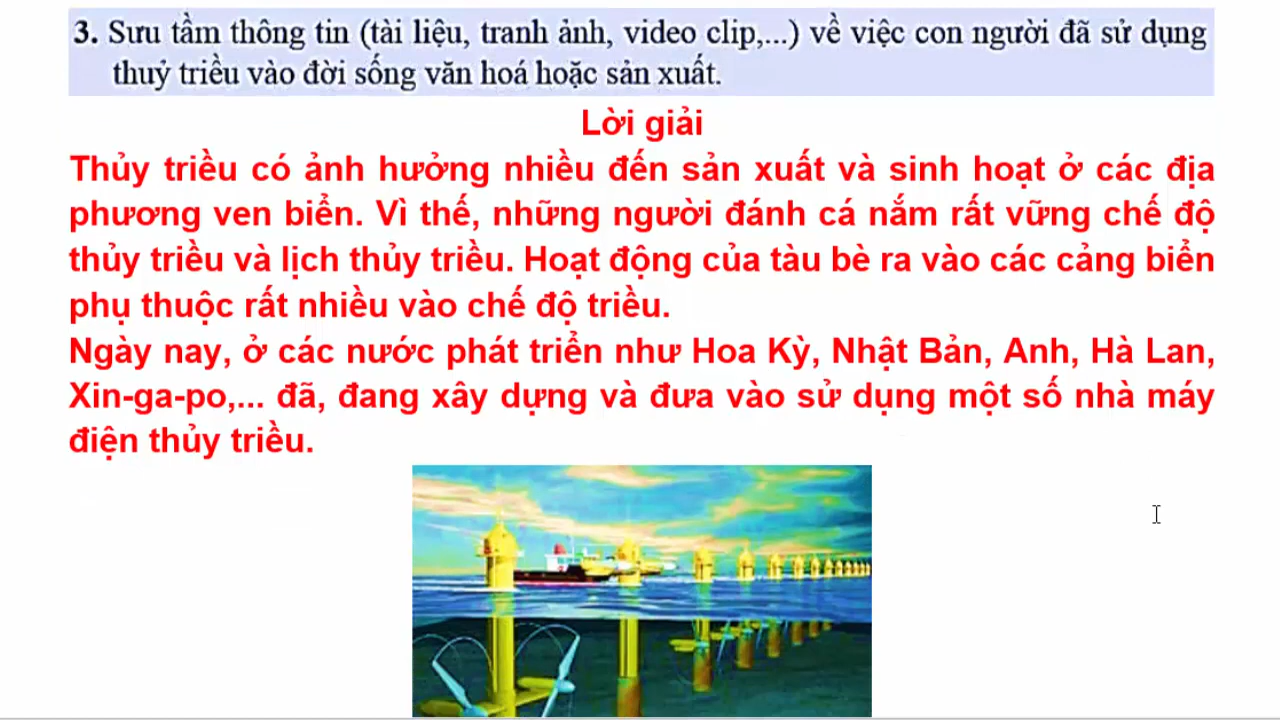 3. Sưu tầm thông tin (tài liệu, tranh ảnh, video clip,...) về việc con người đã sử dụng
thuỷ triều vào đời sống văn hoá hoặc sản xuất.
Lời giải
Thủy triều có ảnh hưởng nhiều đến sản xuất và sinh hoạt ở các địa
phương ven biển. Vì thế, những người đánh cá nắm rất vững chế độ
thủy triều và lịch thủy triều. Hoạt động của tàu bè ra vào các cảng biển
phụ thuộc rất nhiều vào chế độ triều.
Ngày nay, ở các nước phát triển như Hoa Kỳ, Nhật Bản, Anh, Hà Lan,
Xin-ga-po,... đã, đang xây dựng và đưa vào sử dụng một số nhà máy
điện thủy triều.